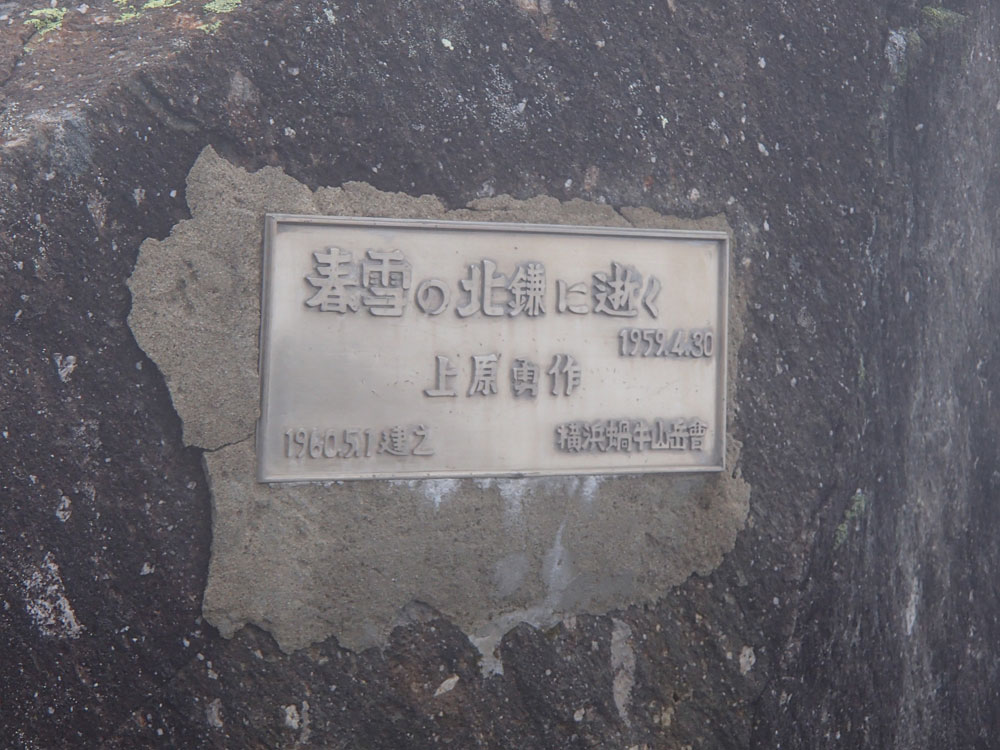 春雪の北鎌に逝く
1959.4.30
上原勇作
1960.5.1建之 横浜蝸牛山岳會